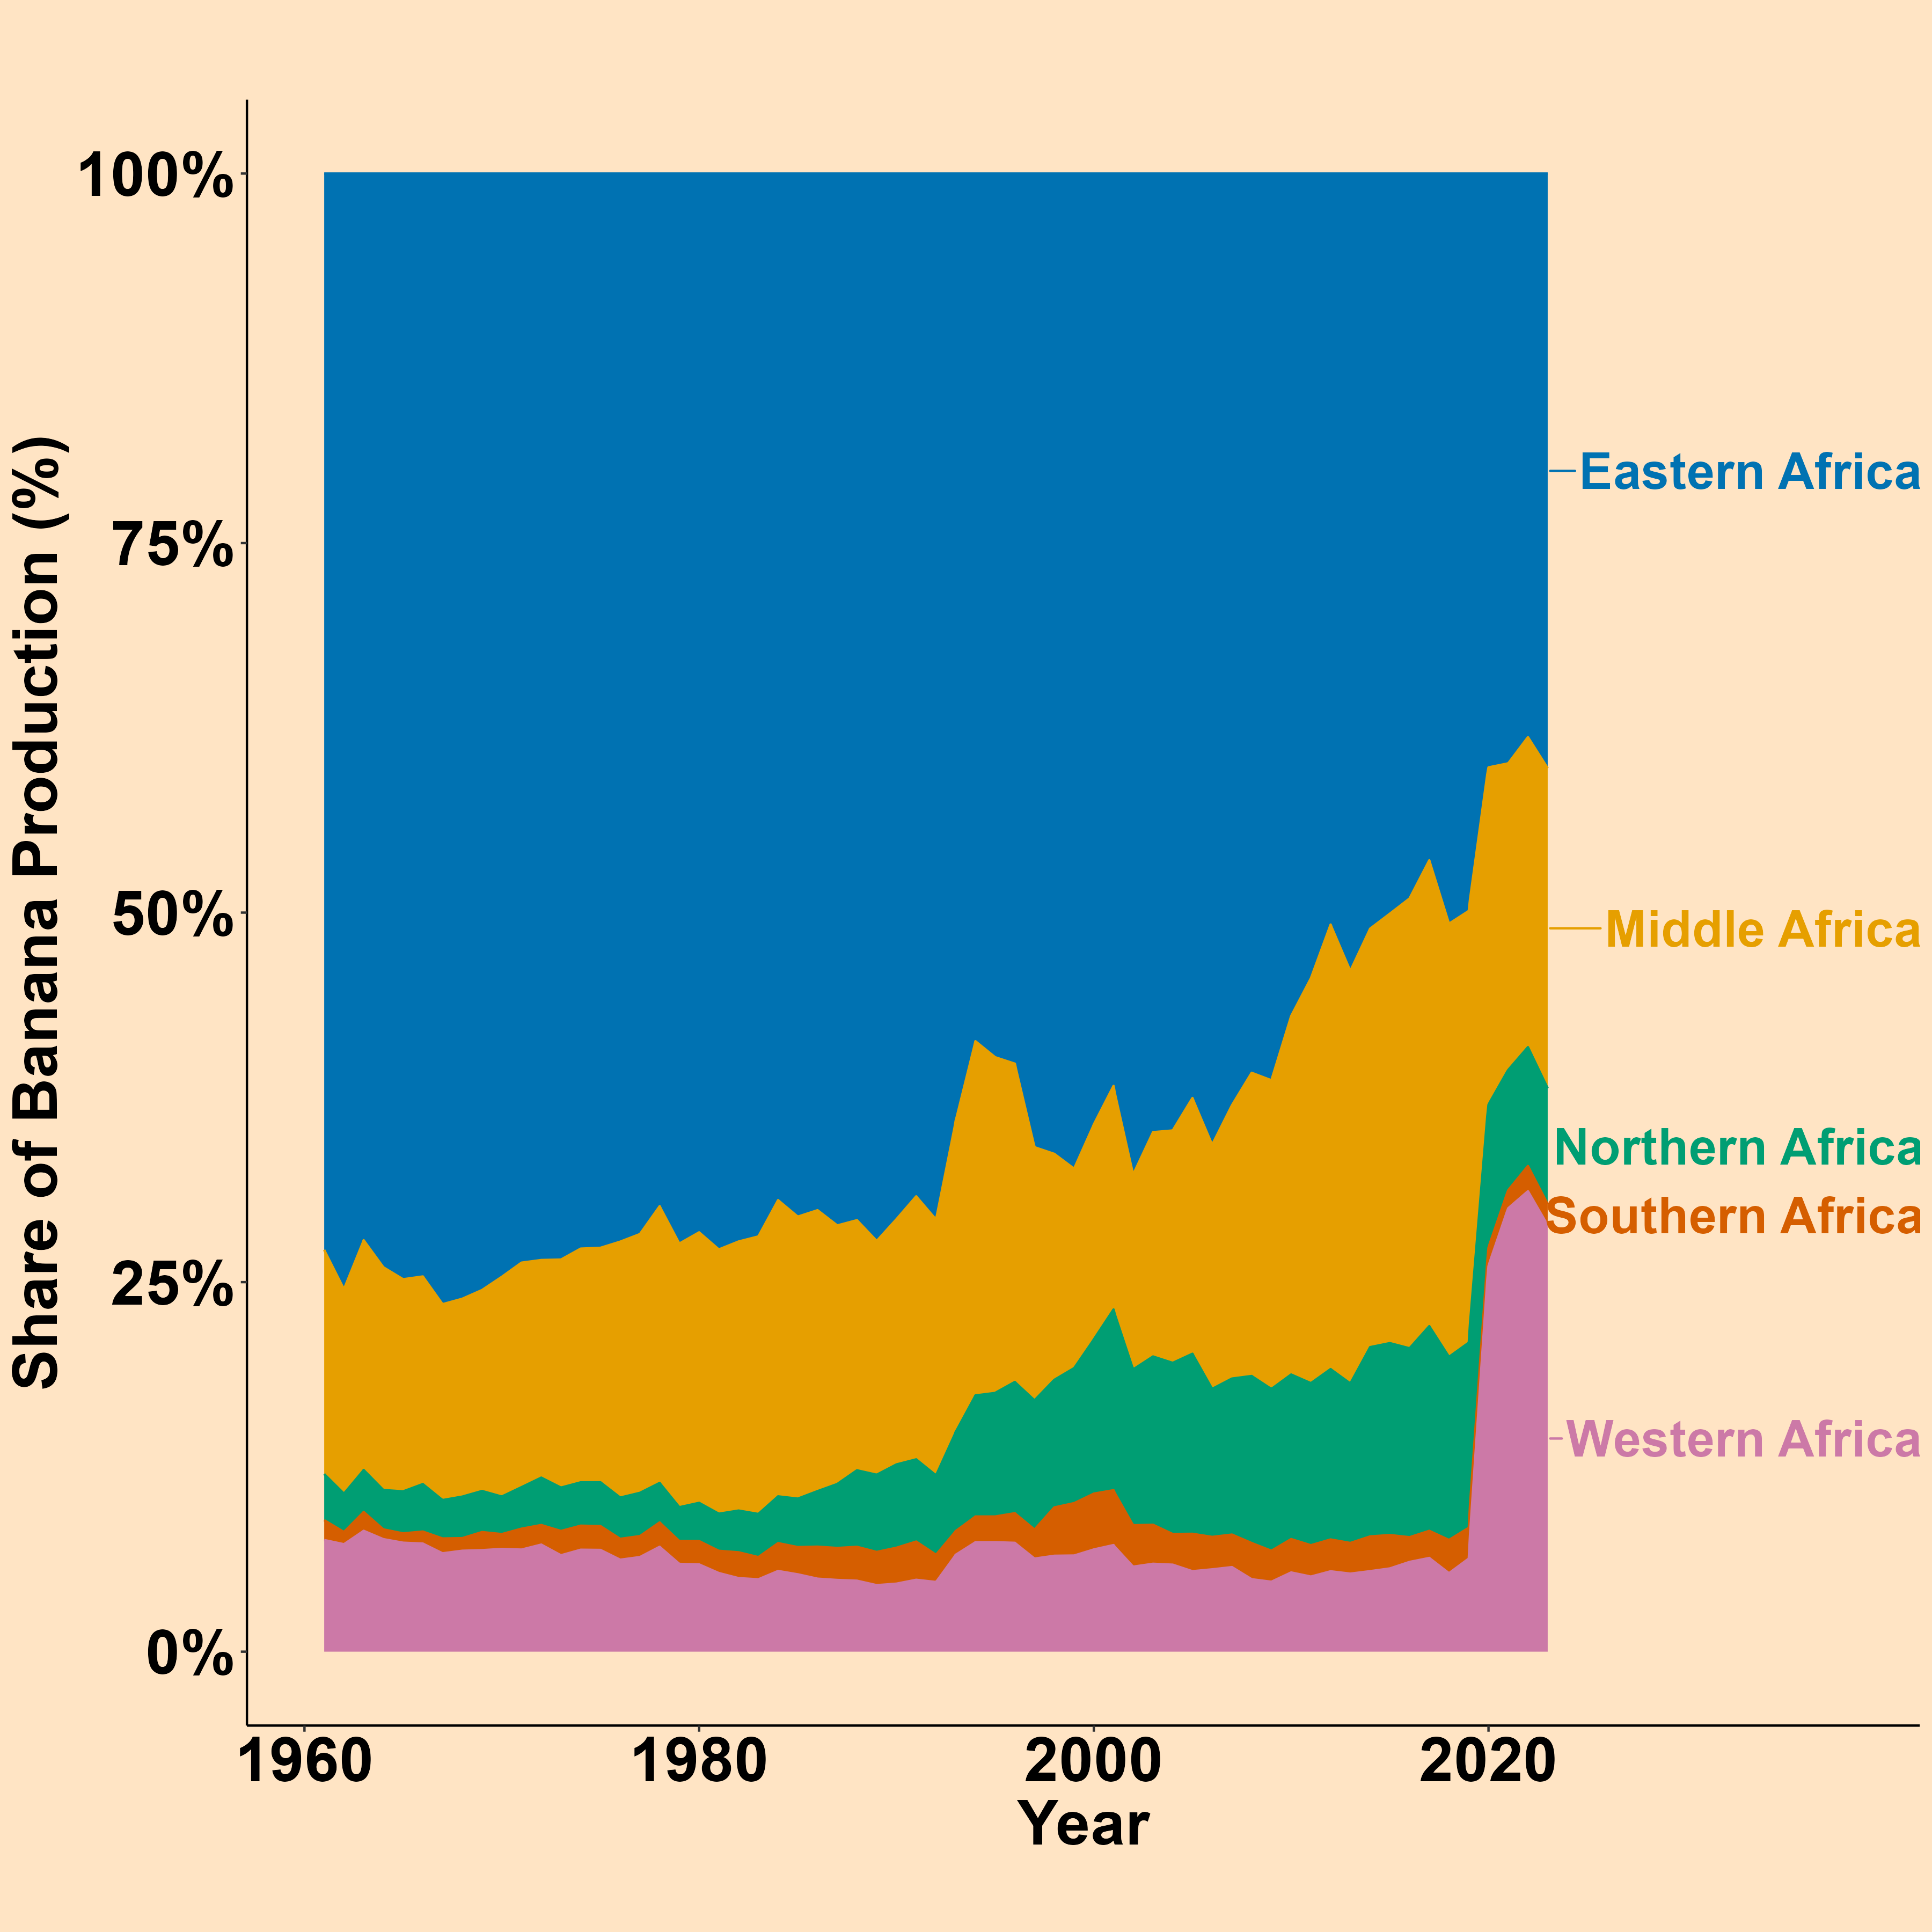 Share of Banana Production (%)
100%
75%
50%
25%
0%
1960
1980
2000
2020
Year
Eastern Africa
Middle Africa
Northern Africa
Southern Africa
Western Africa